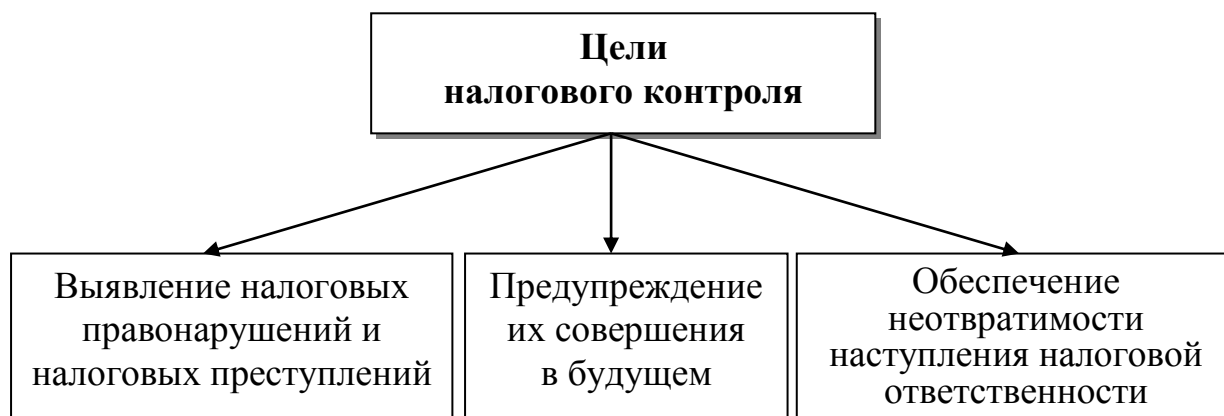 Цели
налогового контроля
Выявление налоговых
правонарушений и
налоговых преступлений
Предупреждение
их совершения
в будущем
Обеспечение
неотвратимости
наступления налоговой
ответственности